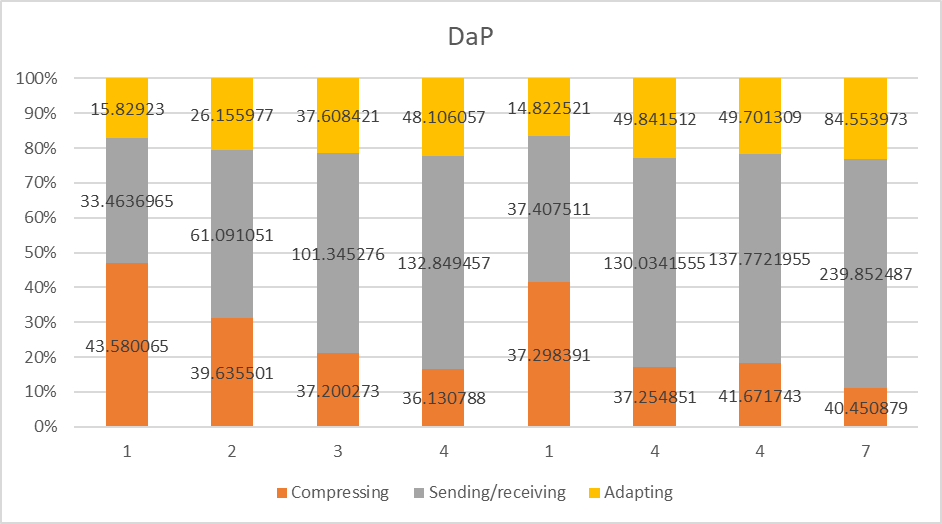 DaP
100%
90%
80%
70%
60%
50%
40%
30%
20%
10%
0%
15.82923 26.155977 37.608421 48.106057 14.822521 49.841512 49.701309 84.553973
33.4636965 61.091051 101.345276 132.849457 37.407511 130.0341555 137.7721955 239.852487
43.580065 39.635501 37.200273 36.130788 37.298391 37.254851 41.671743 40.450879
1 2 3 4 1 4 4 7
Compressing Sending/receiving Adapting